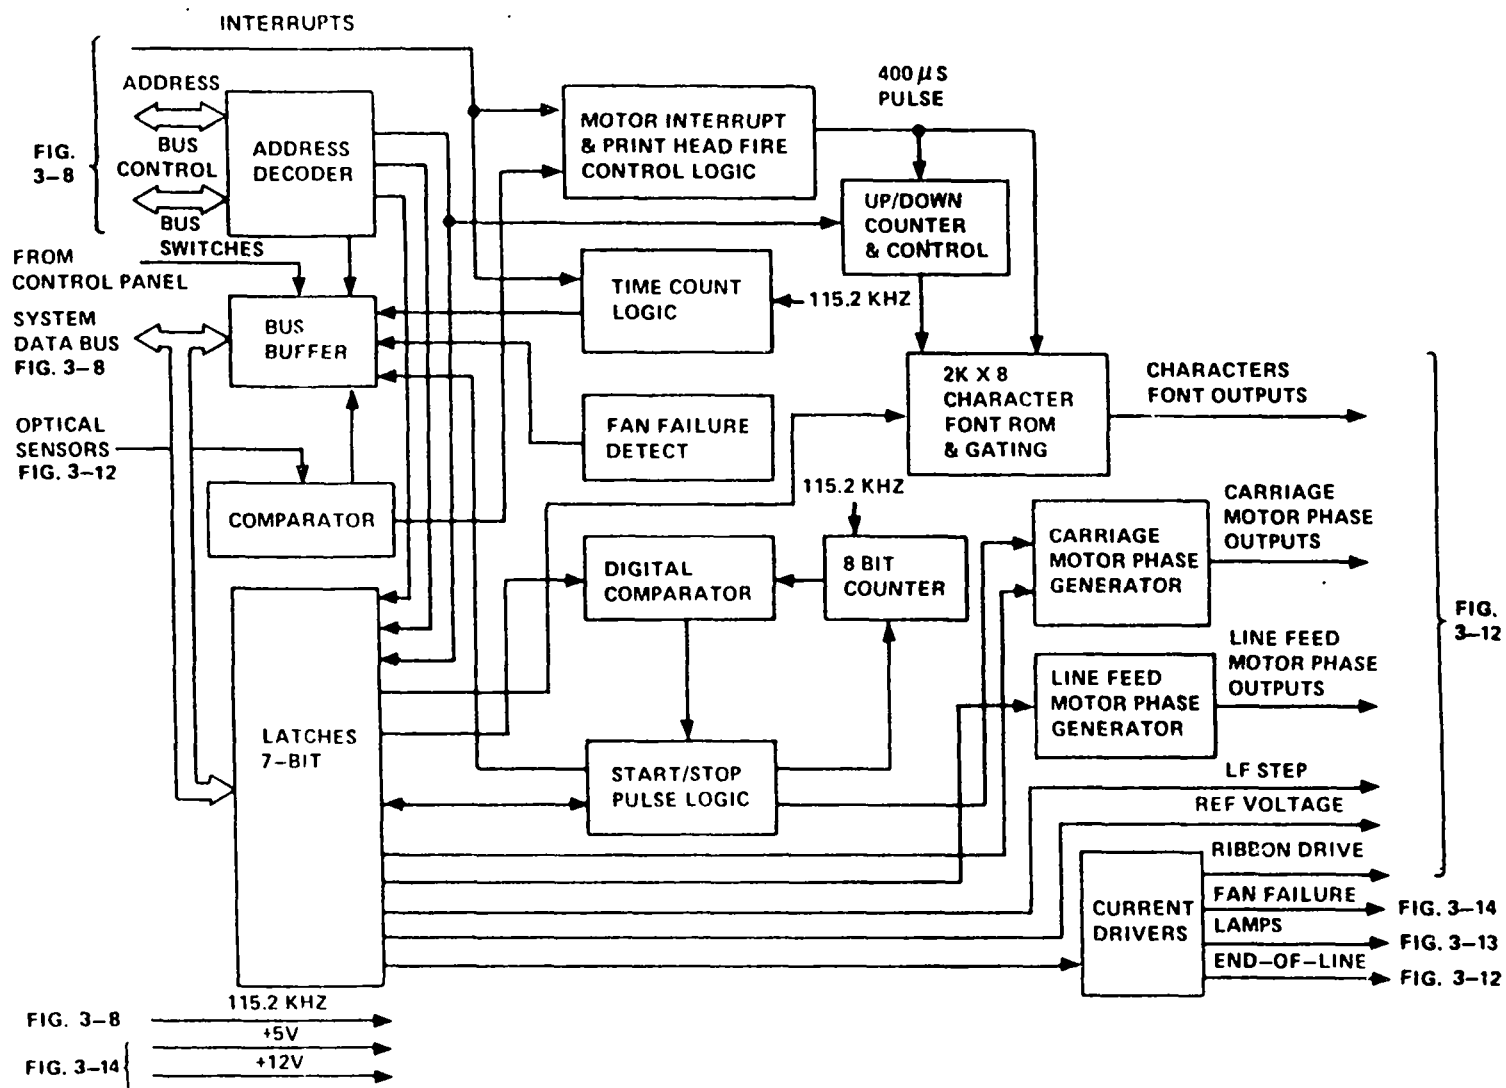 INTERRUPTS
ADDRESS
BUS
CONTROL
BUS
SWITCHES
FIG.
3-8
ADDRESS
DECODER
MOTOR INTERRUPT
& PRINT HEAD FIRE
CONTROL LOGIC
400 μS
PULSE
UP/DOWN
COUNTER
& CONTROL
FROM
CONTROL PANEL
SYSTEM
DATA BUS
FIG. 3-8
BUS
BUFFER
TIME COUNT
LOGIC
115.2 KHZ
2K X 8
CHARACTER
FONT ROM
& GATING
CHARACTERS
FONT OUTPUTS
OPTICAL
SENSORS
FIG. 3-12
FAN FAILURE
DETECT
COMPARATOR
115.2 KHZ
DIGITAL
COMPARATOR
8 BIT
COUNTER
CARRIAGE
MOTOR PHASE
GENERATOR
CARRIAGE
MOTOR PHASE
OUTPUTS
FIG.
3-12
LINE FEED
MOTOR PHASE
GENERATOR
LINE FEED
MOTOR PHASE
OUTPUTS
LATCHES
7-BIT
START/STOP
PULSE LOGIC
LF STEP
REF VOLTAGE
RIBBON DRIVE
CURRENT
DRIVERS
FAN FAILURE
FIG. 3-14
LAMPS
FIG. 3-13
END-OF-LINE
FIG. 3-12
115.2 KHZ
FIG. 3-8
+5V
+12V
FIG. 3-14